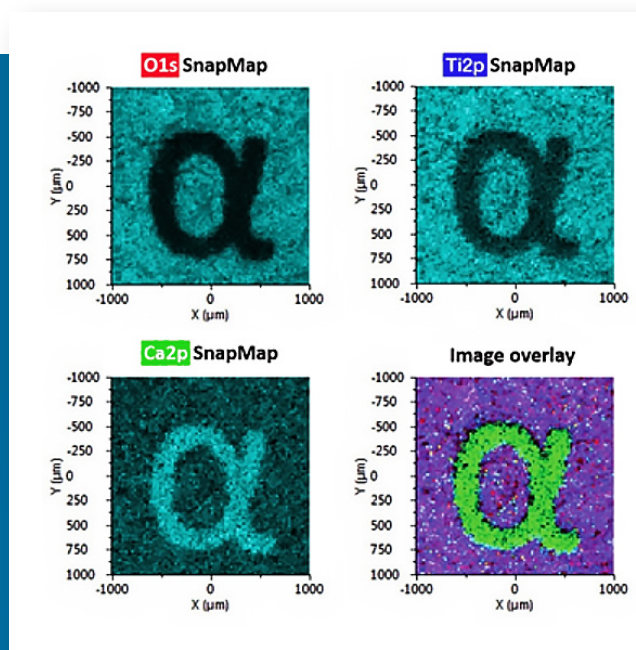 O1s SnapMap
-1000
-750
-500
-250
0
250
500
750
1000
Y (µm)
-1000 0 1000
X (µm)
Ti2p SnapMap
-1000
-750
-500
-250
0
250
500
750
1000
Y (µm)
-1000 0 1000
X (µm)
Ca2p SnapMap
-1000
-750
-500
-250
0
250
500
750
1000
Y (µm)
-1000 0 1000
X (µm)
Image overlay
-1000
-750
-500
-250
0
250
500
750
1000
Y (µm)
-1000 0 1000
X (µm)
α
α
α
α